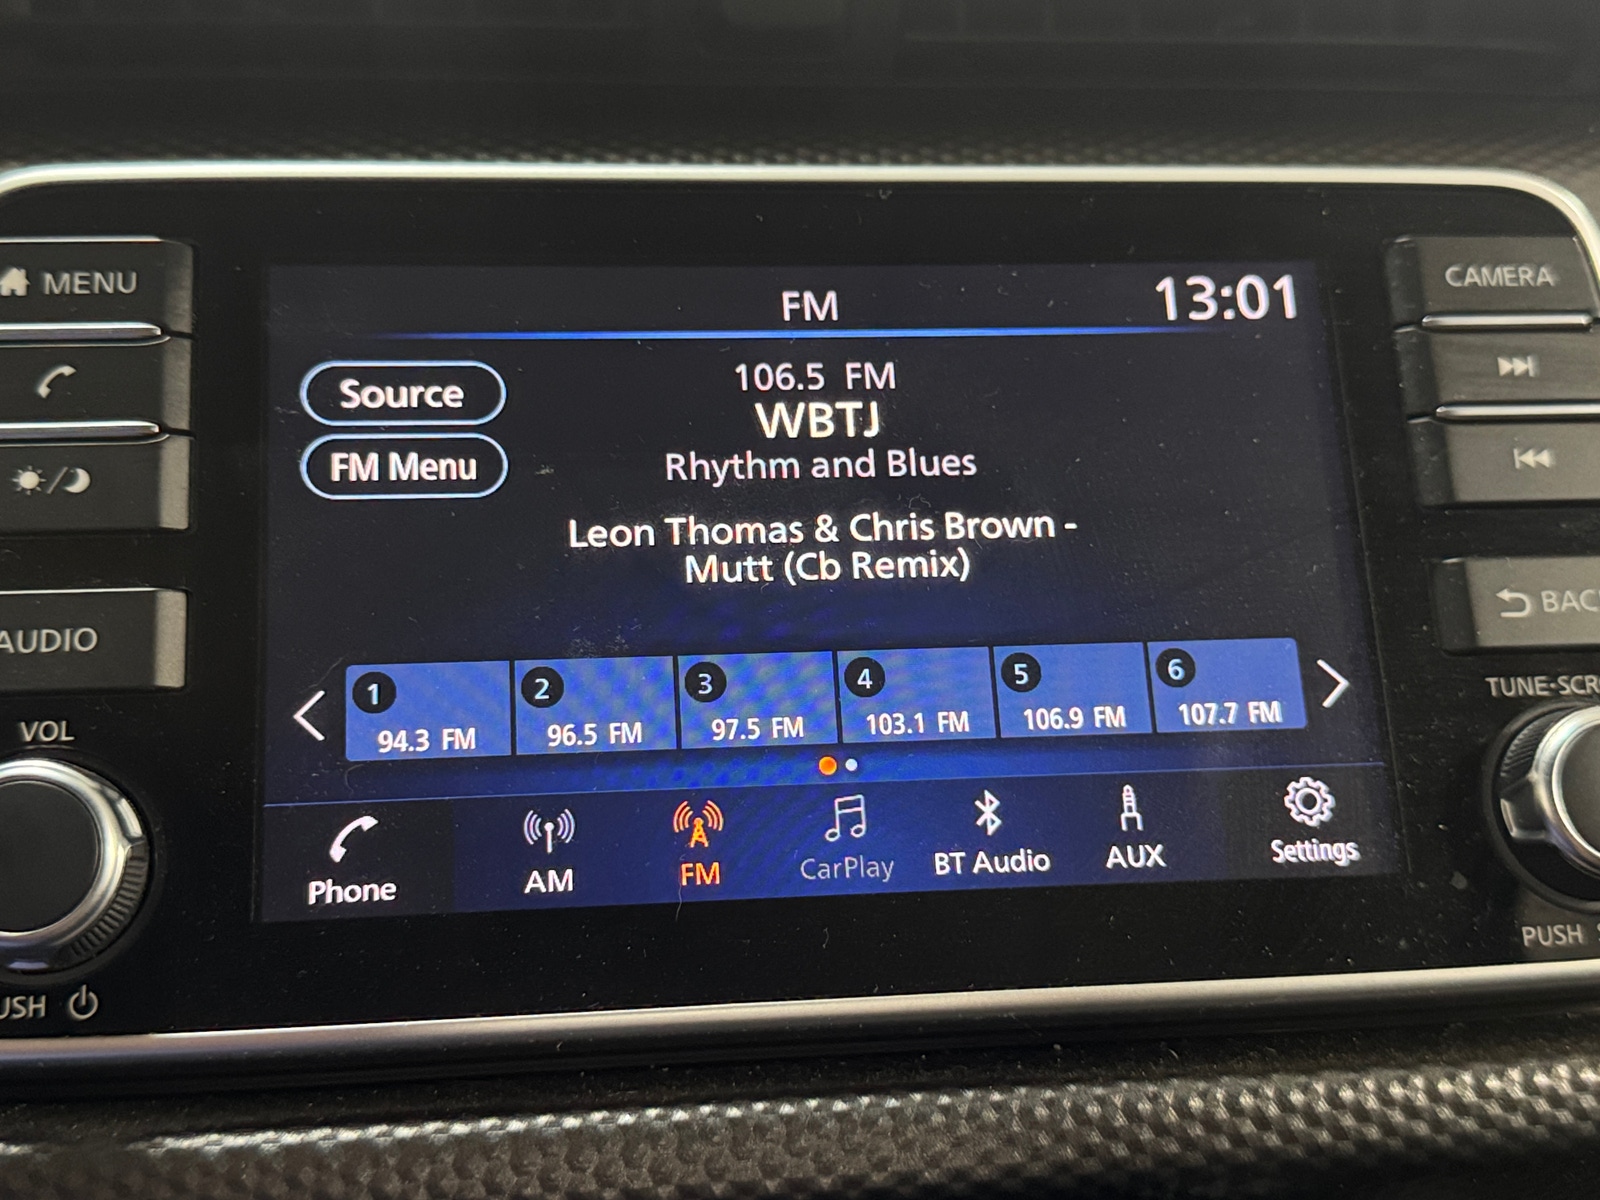 MENU
AUDIO
VOL
FM
13:01
Source
FM Menu
106.5 FM
WBTJ
Rhythm and Blues
Leon Thomas & Chris Brown -
Mutt (Cb Remix)
1
94.3 FM
2
96.5 FM
3
97.5 FM
4
103.1 FM
5
106.9 FM
6
107.7 FM
Phone
AM
FM
CarPlay
BT Audio
AUX
Settings
CAMERA
PUSH